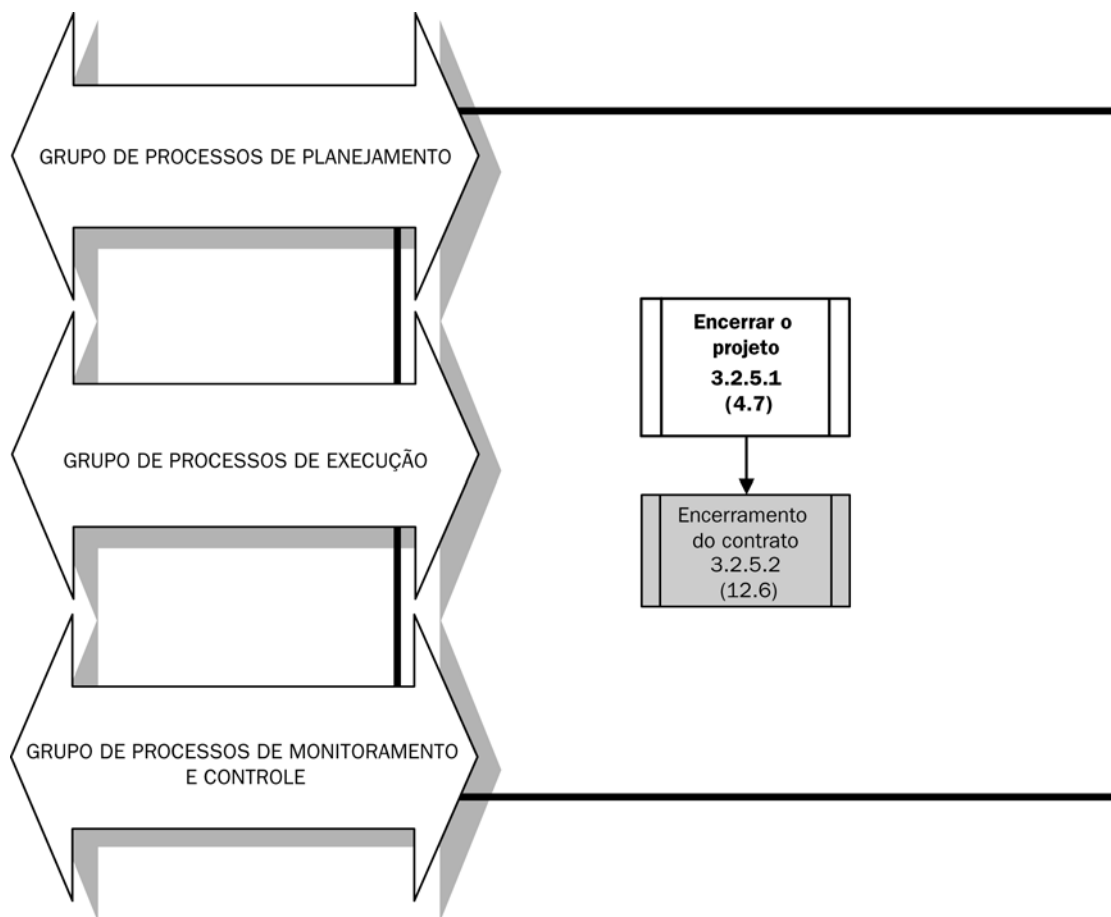 GRUPO DE PROCESSOS DE PLANEJAMENTO
Encerrar o
projeto
3.2.5.1
(4.7)
GRUPO DE PROCESSOS DE EXECUÇÃO
Encerramento
do contrato
3.2.5.2
(12.6)
GRUPO DE PROCESSOS DE MONITORAMENTO
E CONTROLE